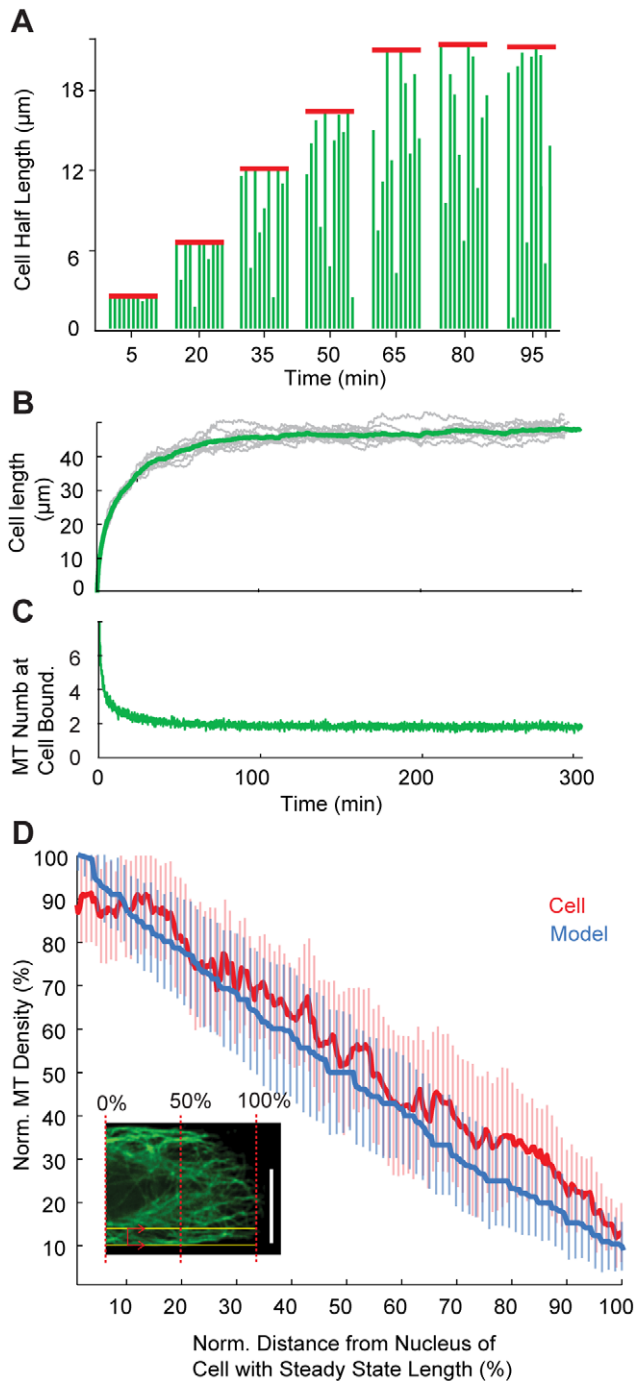 A
Cell Half Length (μm)
18
12
6
0
5 20 35 50 65 80 95
Time (min)
B
Cell length
(μm)
40
30
20
10
0
C
MT Numb at
Cell Bound.
6
4
2
0
0 100 200 300
Time (min)
D
Norm. MT Density (%)
100
90
80
70
60
50
40
30
20
10
Cell
Model
0% 50% 100%
10 20 30 40 50 60 70 80 90 100
Norm. Distance from Nucleus of
Cell with Steady State Length (%)